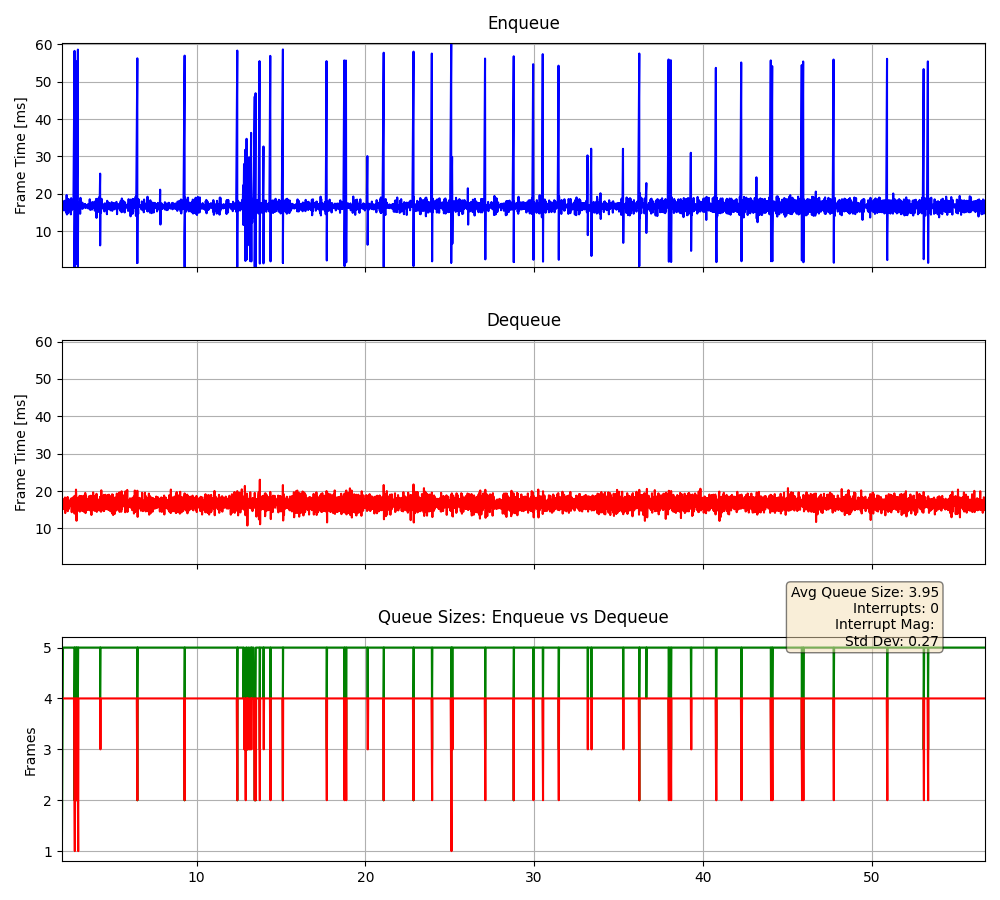 Enqueue
Frame Time [ms]
60
50
40
30
20
10
Dequeue
Frame Time [ms]
60
50
40
30
20
10
Avg Queue Size: 3.95
Interrupts: 0
Interrupt Mag:
Std Dev: 0.27
Queue Sizes: Enqueue vs Dequeue
Frames
5
4
3
2
1
10 20 30 40 50